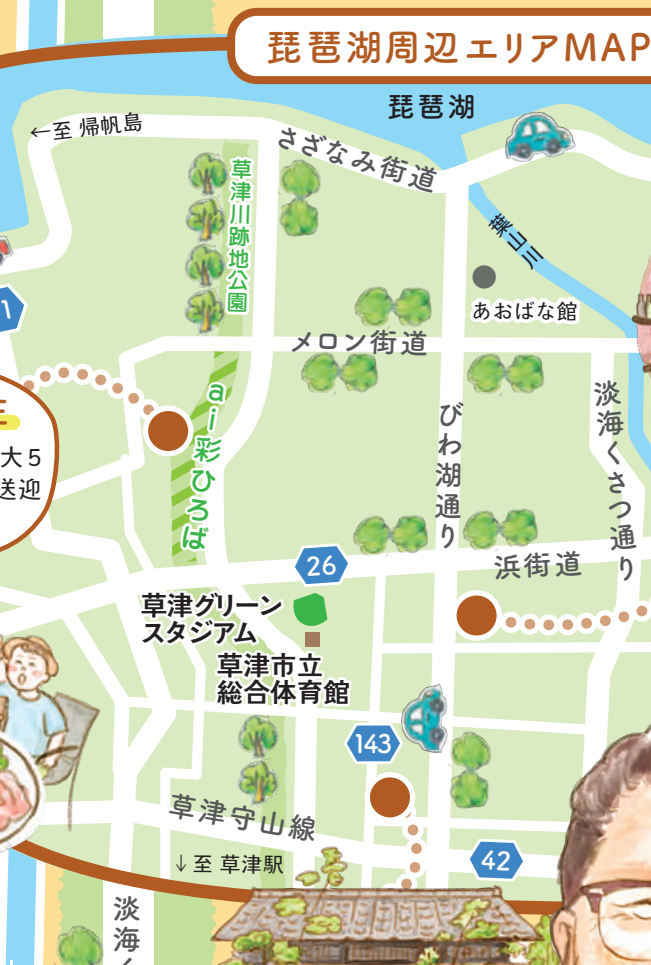 琵琶湖周辺エリアMAP
琵琶湖
←至 帰帆島
さざなみ街道
草津川跡地公園
葉山川
1
あおばな館
メロン街道
ai彩ひろば
びわ湖通り
淡海くさつ通り
大5
送迎
26
浜街道
草津グリーン
スタジアム
草津市立
総合体育館
143
草津守山線
↓至 草津駅
42
淡海